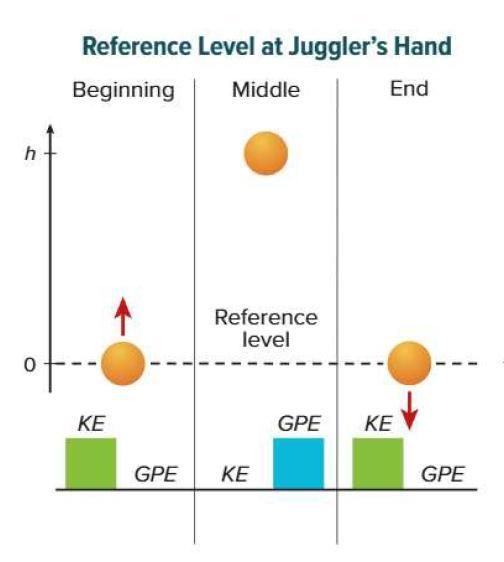 Reference Level at Juggler's Hand
Beginning
Middle
End
h
Reference
level
0
KE
GPE
KE
GPE
KE
GPE